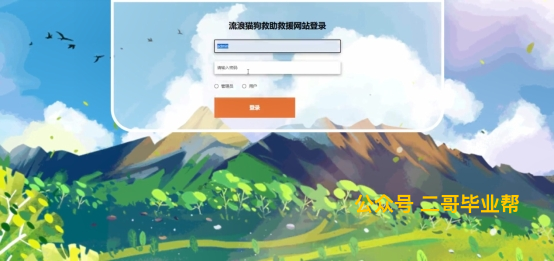 流浪猫狗救助救援网站登录
admin
请输入密码
管理员 用户
登录
公众号 二哥毕业帮